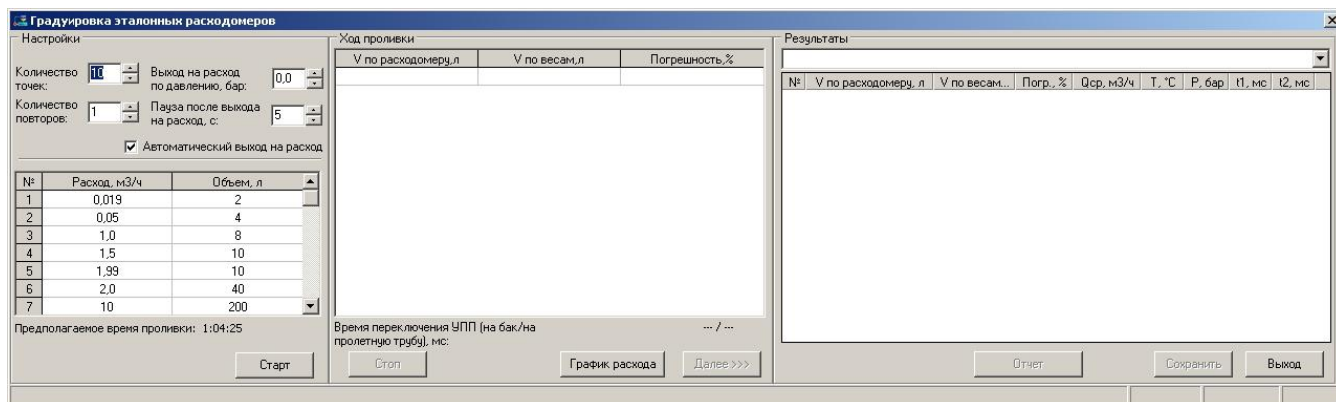 Градуировка эталонных расходомеров
Настройки
Количество точек: 10
Выход на расход по давлению, бар: 0,0
Количество повторов: 1
Пауза после выхода на расход, с: 5
Автоматический выход на расход
№ Расход, м3/ч Объем, л
1 0,019 2
2 0,05 4
3 1,0 8
4 1,5 10
5 1,99 10
6 2,0 40
7 10 200
Предполагаемое время проливки: 1:04:25
Старт
Ход проливки
V по расходомеру,л V по весам,л Погрешность,%
Время переключения УПП (на бак/на --- / ---
пролетную трубу), мс:
Стоп График расхода Далее >>>
Результаты
№ V по расходомеру, л V по весам... Погр., % Qср, м3/ч T, °C P, бар t1, мс t2, мс
Отчет Сохранить Выход